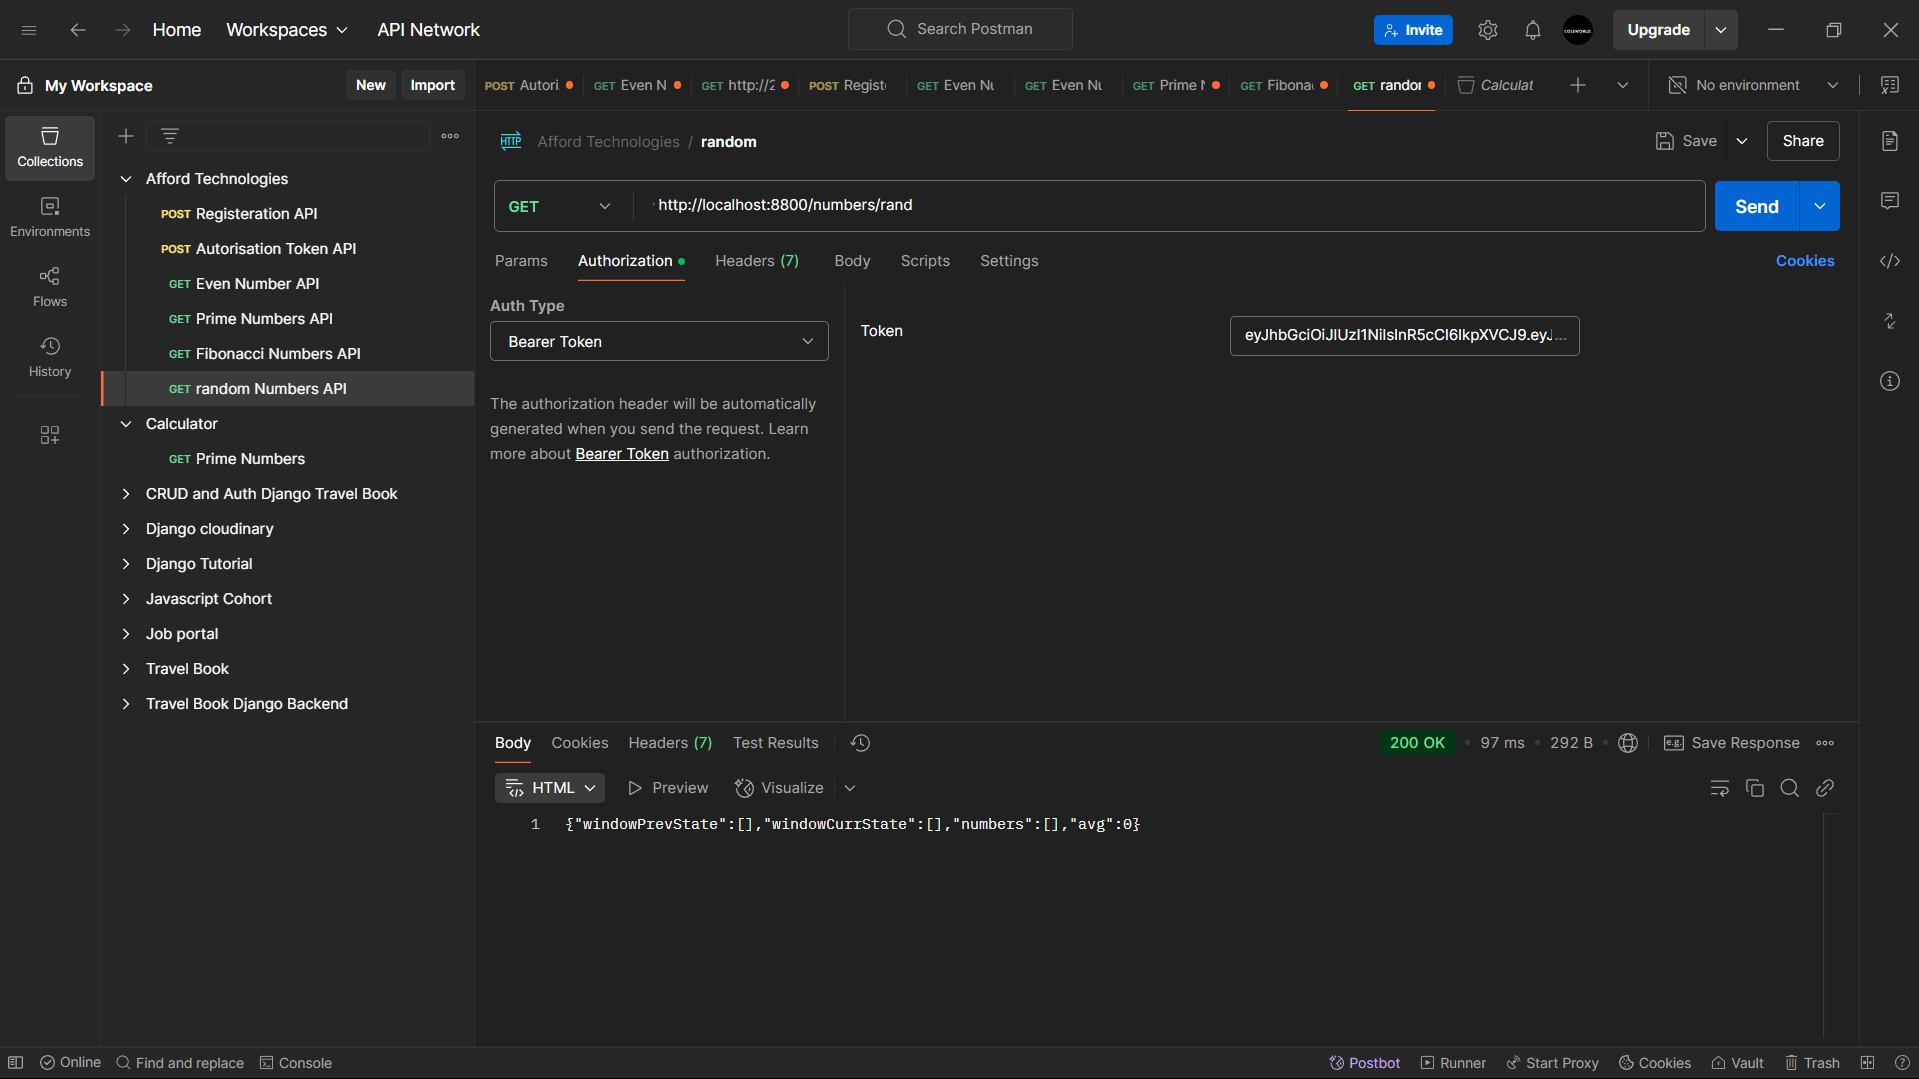 Home Workspaces API Network Search Postman Invite Upgrade
My Workspace New Import POST Autori GET Even N GET http://2 POST Regist GET Even Nu GET Even Nu GET Prime N GET Fibona GET randor Calculat No environment
Collections
Environments
Flows
History
Afford Technologies
POST Registeration API
POST Autorisation Token API
GET Even Number API
GET Prime Numbers API
GET Fibonacci Numbers API
GET random Numbers API
Calculator
GET Prime Numbers
CRUD and Auth Django Travel Book
Django cloudinary
Django Tutorial
Javascript Cohort
Job portal
Travel Book
Travel Book Django Backend
HTTP Afford Technologies / random Save Share
GET http://localhost:8800/numbers/rand Send
Params Authorization Headers (7) Body Scripts Settings Cookies
Auth Type
Bearer Token
Token eyJhbGciOiJIUzI1NiIsInR5cCI6IkpXVCJ9.eyJ...
The authorization header will be automatically
generated when you send the request. Learn
more about Bearer Token authorization.
Body Cookies Headers (7) Test Results 200 OK • 97 ms • 292 B • e.g. Save Response
HTML Preview Visualize
1 {"windowPrevState":[],"windowCurrState":[],"numbers":[],"avg":0}
Online Find and replace Console Postbot Runner Start Proxy Cookies Vault Trash